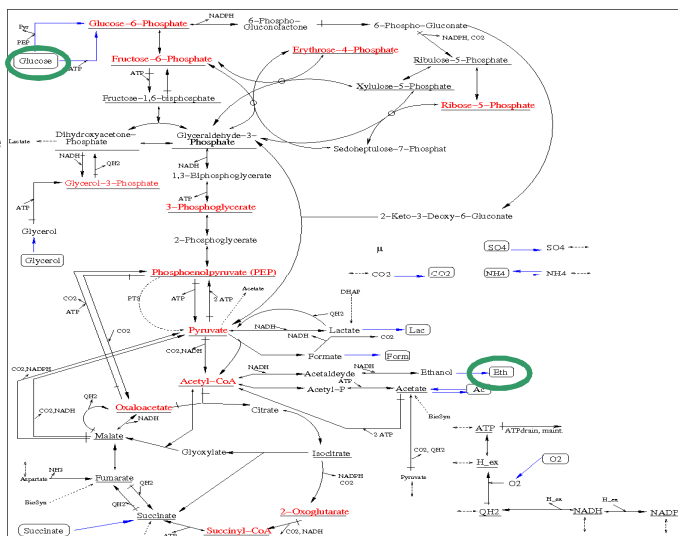 Pyr
PEP
Glucose
ATP
Glucose-6-Phosphate
NADPH
6-Phospho-
Gluconolactone
6-Phospho-Gluconate
NADPH, CO2
Fructose-6-Phosphate
Erythrose-4-Phosphate
Ribulose-5-Phosphate
ATP
Xylulose-5-Phosphate
Fructose-1,6-bisphosphate
Ribose-5-Phosphate
Dihydroxyacetone-
Phosphate
Glyceraldehyde-3-
Phosphate
Lactate
Sedoheptulose-7-Phosphat
NADH
QH2
NADH
1,3-Biphosphoglycerate
Glycerol-3-Phosphate
ATP
ATP
3-Phosphoglycerate
Glycerol
2-Keto-3-Deoxy-6-Gluconate
2-Phosphoglycerate
μ
SO4
SO4
Glycerol
Phosphoenolpyruvate (PEP)
CO2
CO2
NH4
NH4
CO2
ATP
PTS
ATP
2 ATP
Acetate
DHAP
QH2
CO2
Pyruvate
NADH
Lactate
Lac
NADH
CO2
CO2,NADH
Formate
Form
CO2,NADPH
NADH
Acetaldeyde
NADH
Ethanol
Eth
Acetyl-CoA
Acetyl-P
ATP
Acetate
Ac
Oxaloacetate
Citrate
BioSyn
QH2
CO2,NADH
NADH
Malate
2 ATP
ATP
ATPdrain, maint.
Glyoxylate
Isocitrate
CO2, QH2
H_ex
O2
Aspartate
NH3
Fumarate
NADPH
CO2
Pyruvate
QH2
O2
BioSyn
QH2
2-Oxoglutarate
H_ex
H_ex
Succinate
QH2
NADH
NADP
Succinate
Succinyl-CoA
ATP
CO2, NADH